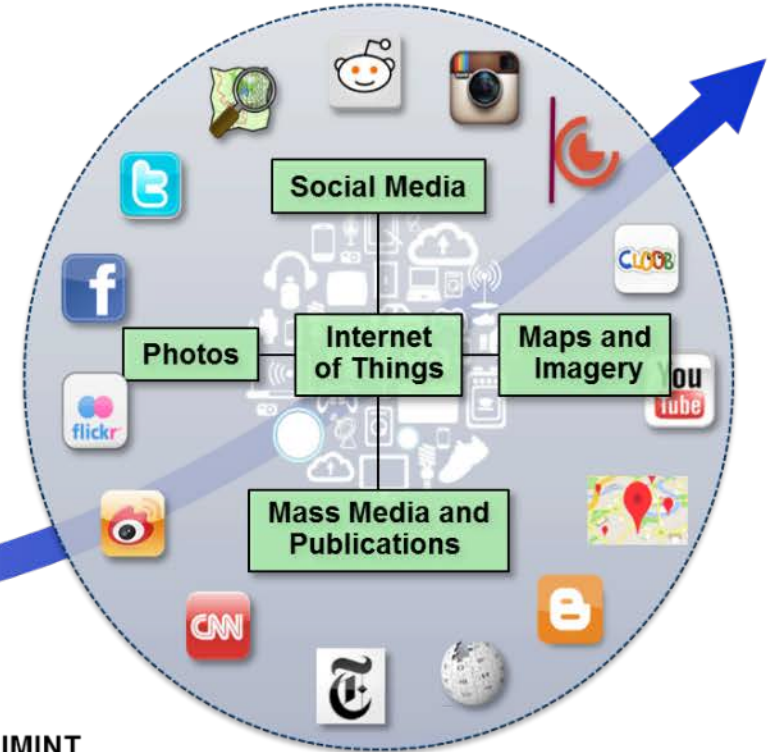 Social Media
CLOOB
Photos
Internet
of Things
Maps and
Imagery
You
Tube
flickr
Mass Media and
Publications
CNN
IMINT